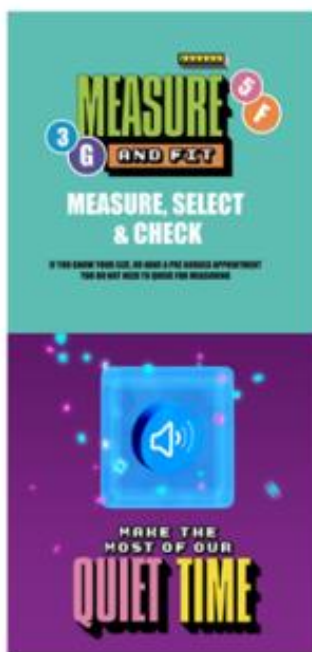 MEASURE
5
F
3
G
AND FIT
MEASURE, SELECT
& CHECK
IF YOU KNOW YOUR SIZE, OR HAVE A PRE BOOKED APPOINTMENT
YOU DO NOT NEED TO QUEUE FOR MEASURING
MAKE THE
MOST OF OUR
QUIET TIME